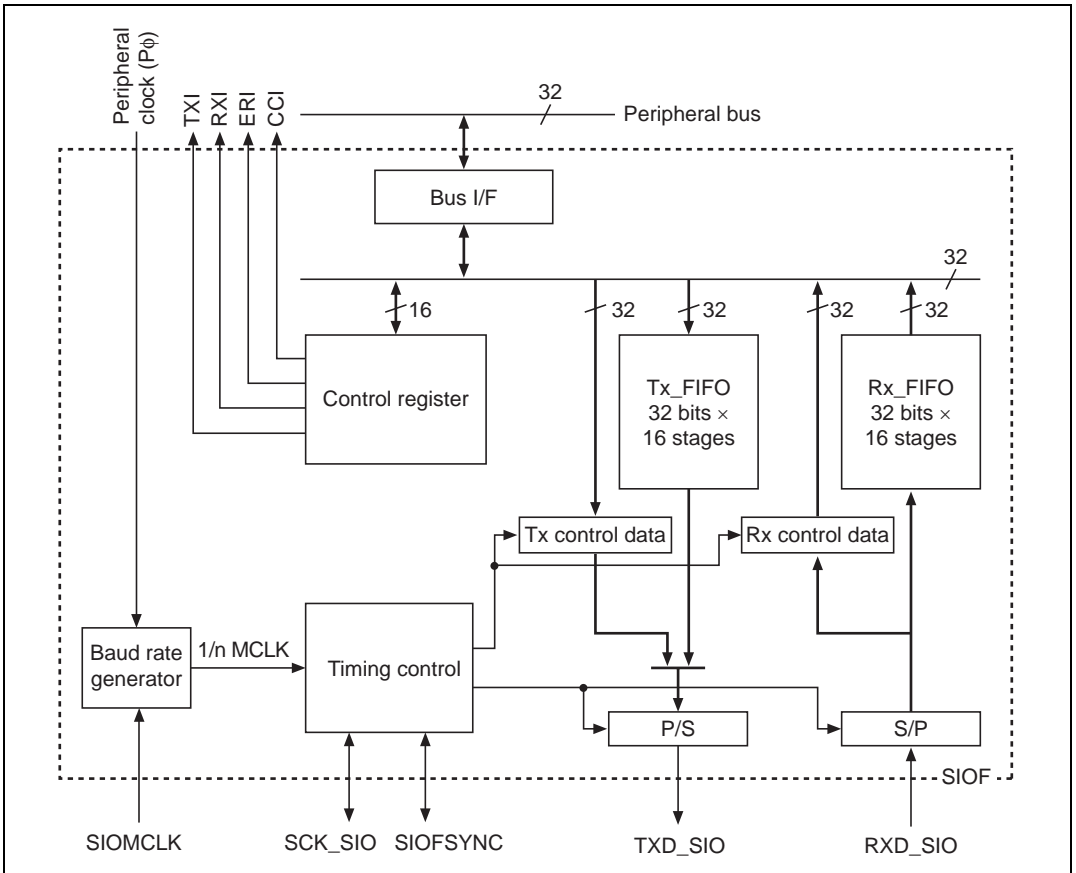 Peripheral
clock (Pϕ)
TXI
RXI
ERI
CCI
32
Peripheral bus
Bus I/F
32
16
32
32
32
32
Control register
Tx_FIFO
32 bits ×
16 stages
Rx_FIFO
32 bits ×
16 stages
Tx control data
Rx control data
Baud rate
generator
1/n MCLK
Timing control
P/S
S/P
SIOF
SIOMCLK
SCK_SIO
SIOFSYNC
TXD_SIO
RXD_SIO